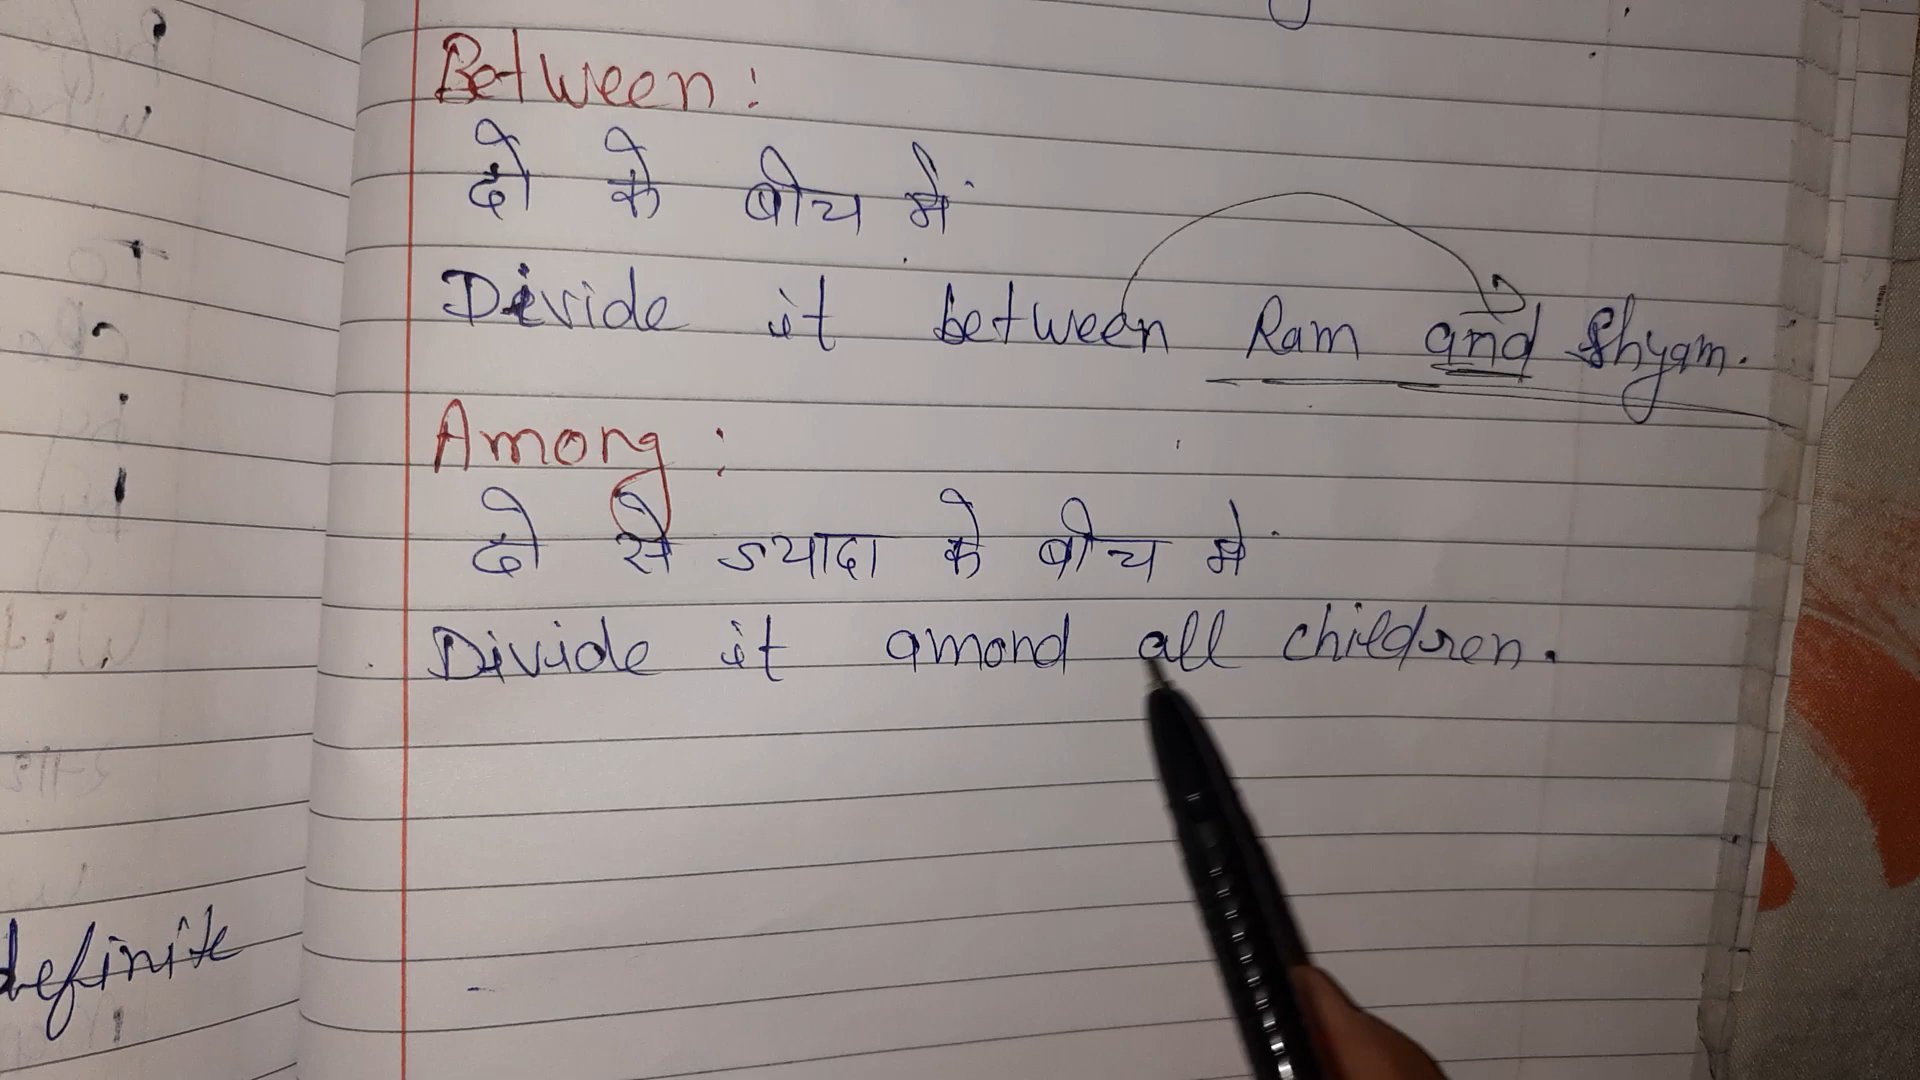 Between:
दो के बीच में
Divide it between Ram and Shyam.
Among:
दो से ज्यादा के बीच में
Divide it amond all children.
definite